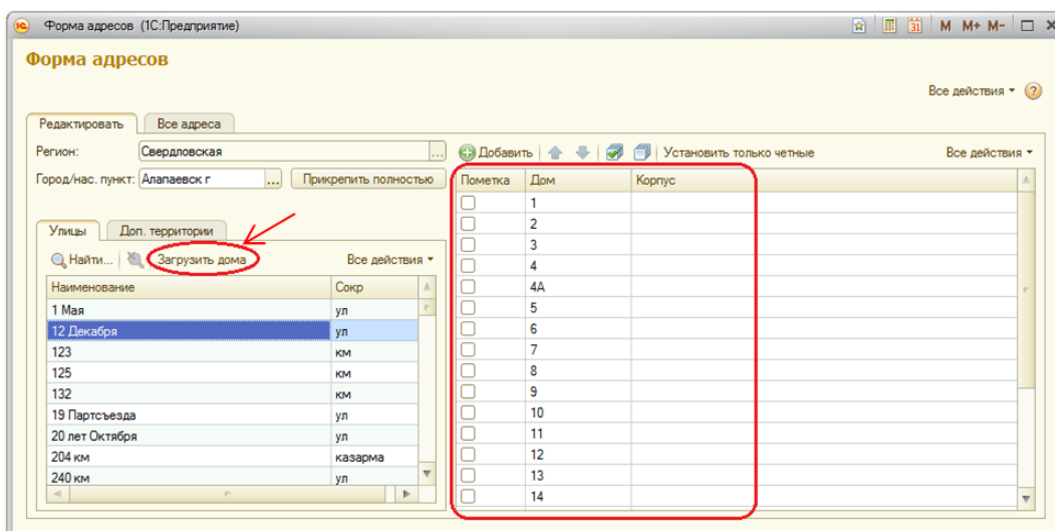 Форма адресов (1С:Предприятие)
31 M M+ M-
Форма адресов
Все действия
Редактировать Все адреса
Регион: Свердловская ...
Добавить Установить только четные Все действия
Город/нас. пункт: Алапаевск г ... Прикрепить полностью
Пометка Дом Корпус
1
2
3
4
4А
5
6
7
8
9
10
11
12
13
14
Улицы Доп. территории
Найти... Загрузить дома Все действия
Наименование Сокр
1 Мая ул
12 Декабря ул
123 км
125 км
132 км
19 Партсъезда ул
20 лет Октября ул
204 км казарма
240 км ул